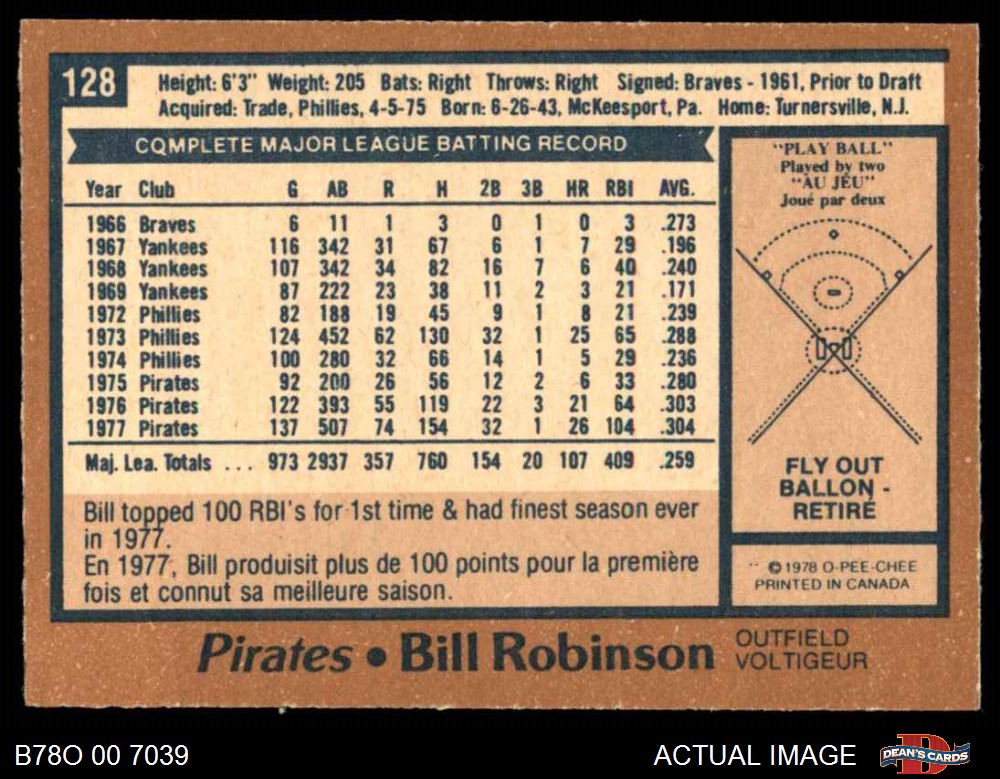 128
Height: 6'3" Weight: 205 Bats: Right Throws: Right Signed: Braves - 1961, Prior to Draft
Acquired: Trade, Phillies, 4-5-75 Born: 6-26-43, McKeesport, Pa. Home: Turnersville, N.J.
COMPLETE MAJOR LEAGUE BATTING RECORD
Year Club G AB R H 2B 3B HR RBI AVG.
1966 Braves 6 11 1 3 0 1 0 3 .273
1967 Yankees 116 342 31 67 6 1 7 29 .196
1968 Yankees 107 342 34 82 16 7 6 40 .240
1969 Yankees 87 222 23 38 11 2 3 21 .171
1972 Phillies 82 188 19 45 9 1 8 21 .239
1973 Phillies 124 452 62 130 32 1 25 65 .288
1974 Phillies 100 280 32 66 14 1 5 29 .236
1975 Pirates 92 200 26 56 12 2 6 33 .280
1976 Pirates 122 393 55 119 22 3 21 64 .303
1977 Pirates 137 507 74 154 32 1 26 104 .304
Maj. Lea. Totals ... 973 2937 357 760 154 20 107 409 .259
Bill topped 100 RBI's for 1st time & had finest season ever
in 1977.
En 1977, Bill produisit plus de 100 points pour la première
fois et connut sa meilleure saison.
"PLAY BALL"
Played by two
"AU JEU"
Joué par deux
FLY OUT
BALLON -
RETIRÉ
© 1978 O-PEE-CHEE
PRINTED IN CANADA
Pirates • Bill Robinson
OUTFIELD
VOLTIGEUR
B78O 00 7039
ACTUAL IMAGE
DEAN'S CARDS